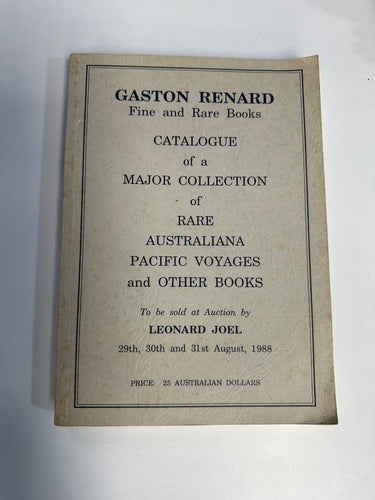 GASTON RENARD
Fine and Rare Books
CATALOGUE
of a
MAJOR COLLECTION
of
RARE
AUSTRALIANA
PACIFIC VOYAGES
and OTHER BOOKS
To be sold at Auction by
LEONARD JOEL
29th, 30th and 31st August, 1988
PRICE: 25 AUSTRALIAN DOLLARS